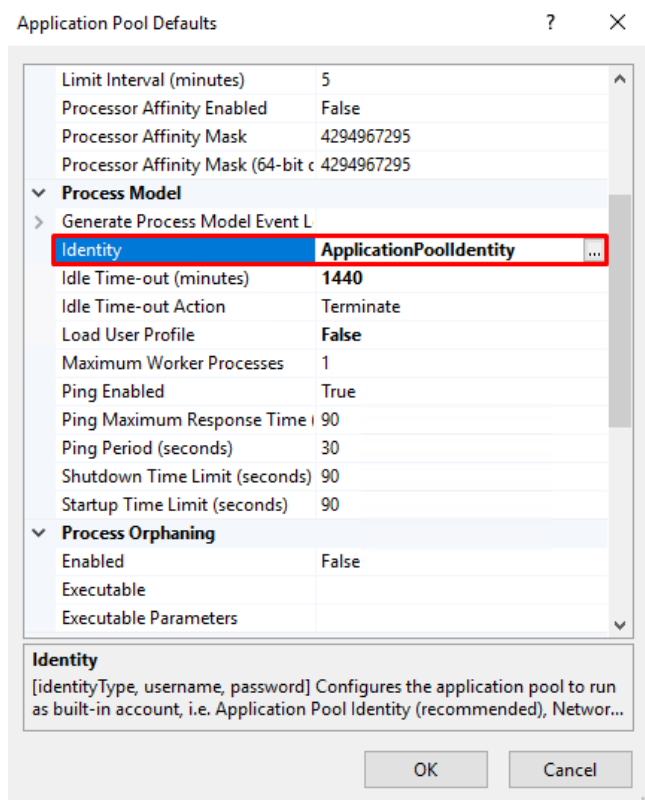 Application Pool Defaults ? ×
Limit Interval (minutes) 5
Processor Affinity Enabled False
Processor Affinity Mask 4294967295
Processor Affinity Mask (64-bit c 4294967295
Process Model
Generate Process Model Event L
Identity ApplicationPoolIdentity ...
Idle Time-out (minutes) 1440
Idle Time-out Action Terminate
Load User Profile False
Maximum Worker Processes 1
Ping Enabled True
Ping Maximum Response Time ( 90
Ping Period (seconds) 30
Shutdown Time Limit (seconds) 90
Startup Time Limit (seconds) 90
Process Orphaning
Enabled False
Executable
Executable Parameters
Identity
[identityType, username, password] Configures the application pool to run
as built-in account, i.e. Application Pool Identity (recommended), Networ...
OK Cancel